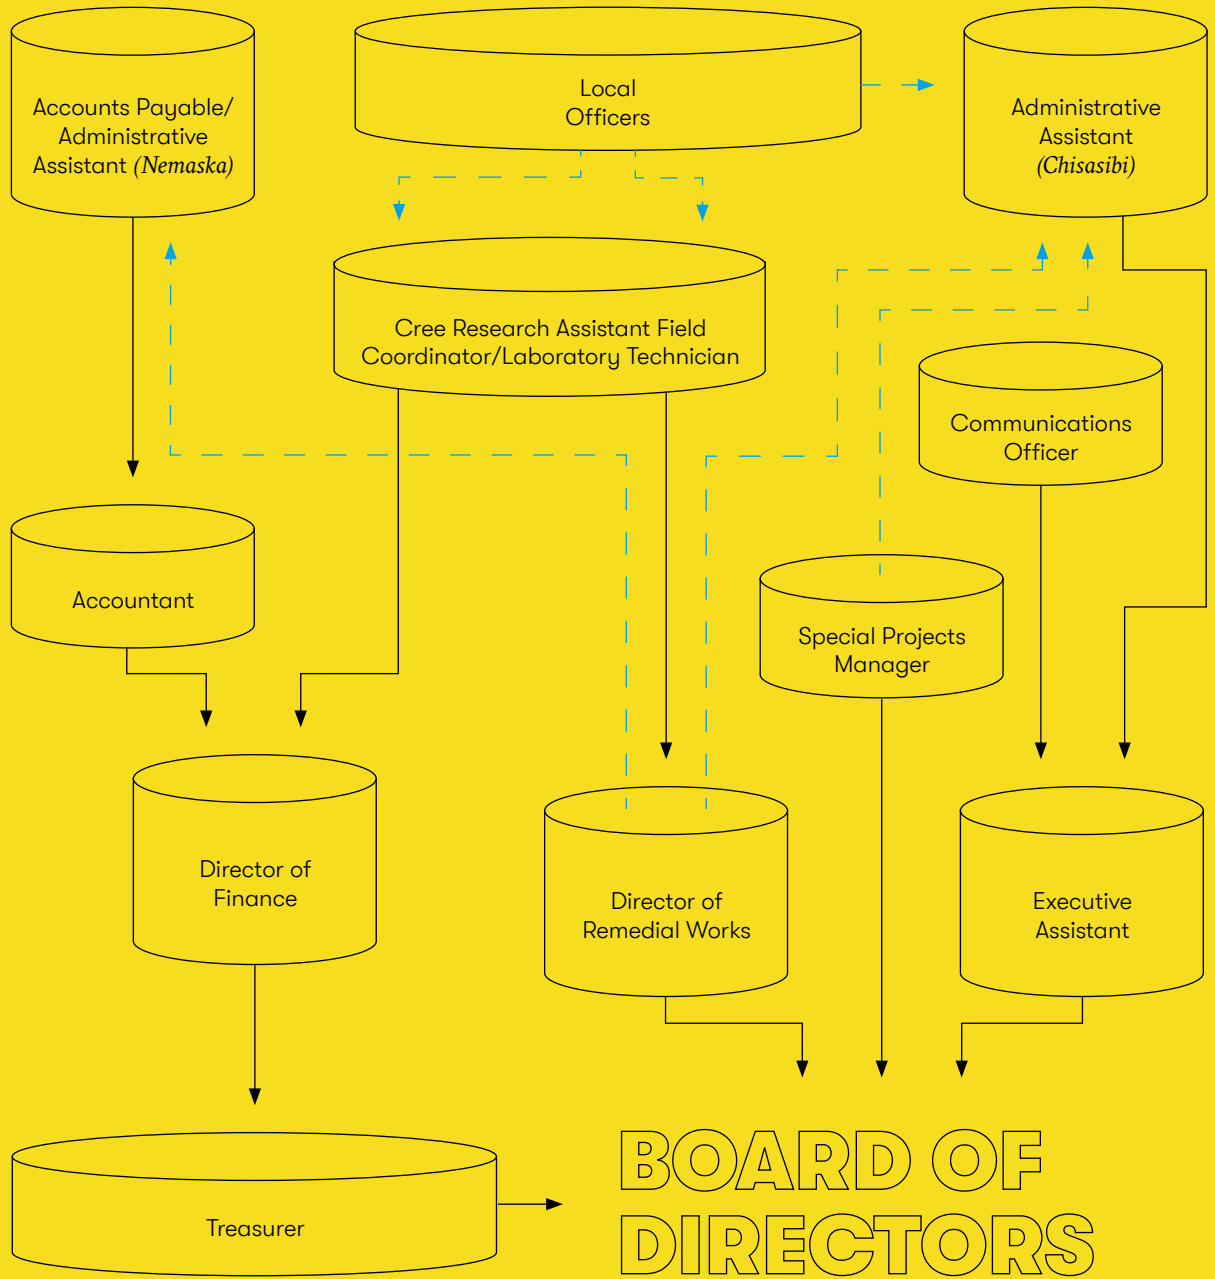 Accounts Payable/
Administrative
Assistant (Nemaska)
Local
Officers
Administrative
Assistant
(Chisasibi)
Cree Research Assistant Field
Coordinator/Laboratory Technician
Communications
Officer
Accountant
Special Projects
Manager
Director of
Finance
Director of
Remedial Works
Executive
Assistant
Treasurer
BOARD OF
DIRECTORS